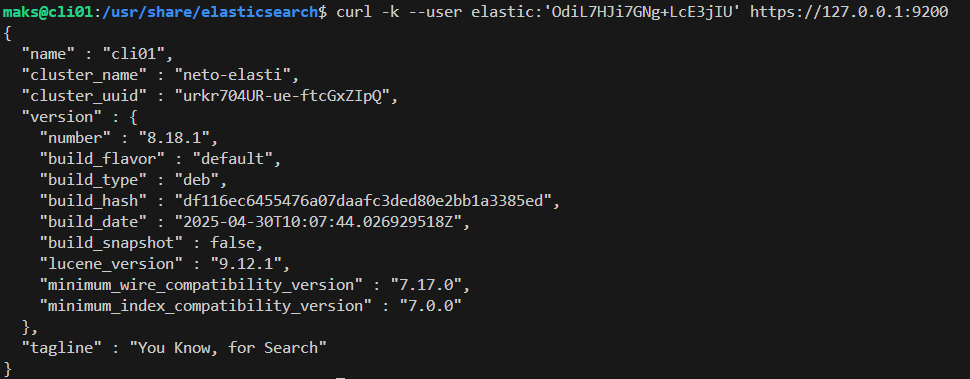 maks@cli01:/usr/share/elasticsearch$ curl -k --user elastic:'OdiL7HJi7GNg+LcE3jIU' https://127.0.0.1:9200
{
  "name" : "cli01",
  "cluster_name" : "neto-elasti",
  "cluster_uuid" : "urkr704UR-ue-ftcGxZIpQ",
  "version" : {
    "number" : "8.18.1",
    "build_flavor" : "default",
    "build_type" : "deb",
    "build_hash" : "df116ec6455476a07daafc3ded80e2bb1a3385ed",
    "build_date" : "2025-04-30T10:07:44.026929518Z",
    "build_snapshot" : false,
    "lucene_version" : "9.12.1",
    "minimum_wire_compatibility_version" : "7.17.0",
    "minimum_index_compatibility_version" : "7.0.0"
  },
  "tagline" : "You Know, for Search"
}